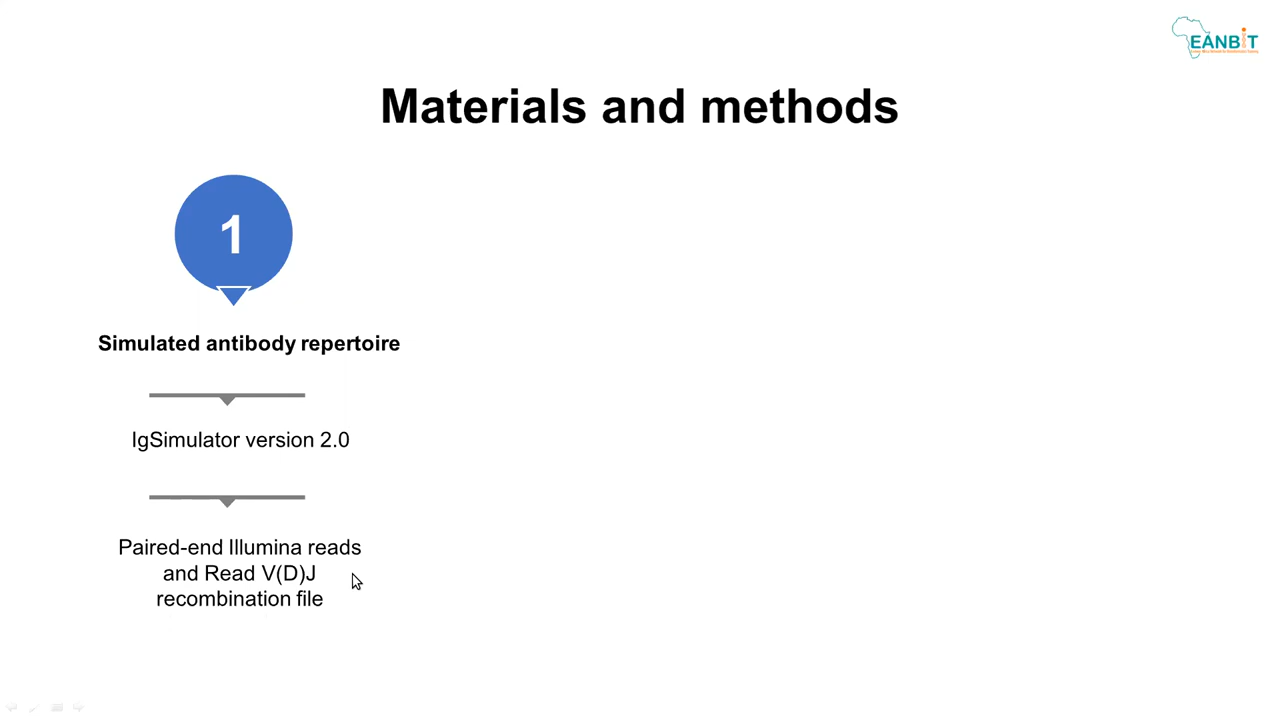 EANBiT
Materials and methods
1
Simulated antibody repertoire
IgSimulator version 2.0
Paired-end Illumina reads
and Read V(D)J
recombination file